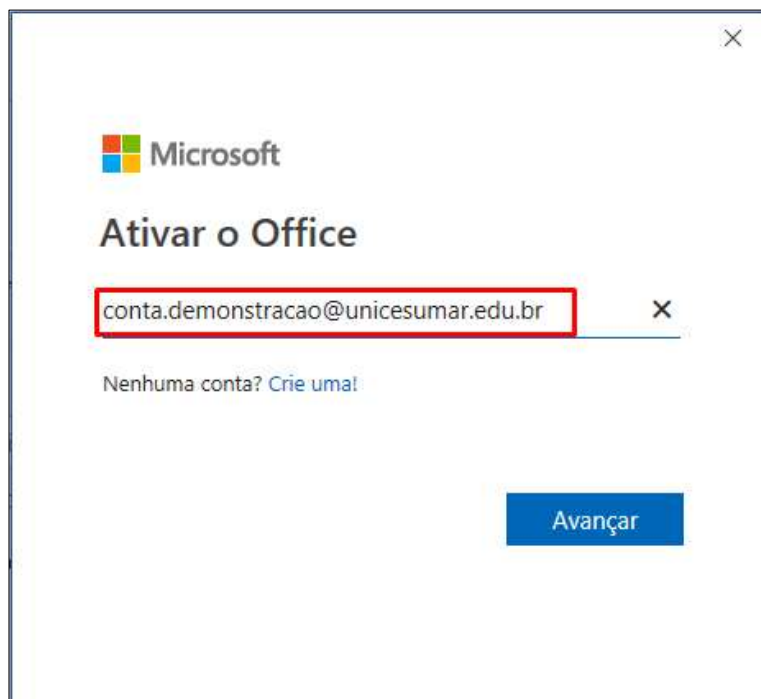 Microsoft
Ativar o Office
conta.demonstracao@unicesumar.edu.br
Nenhuma conta? Crie uma!
Avançar